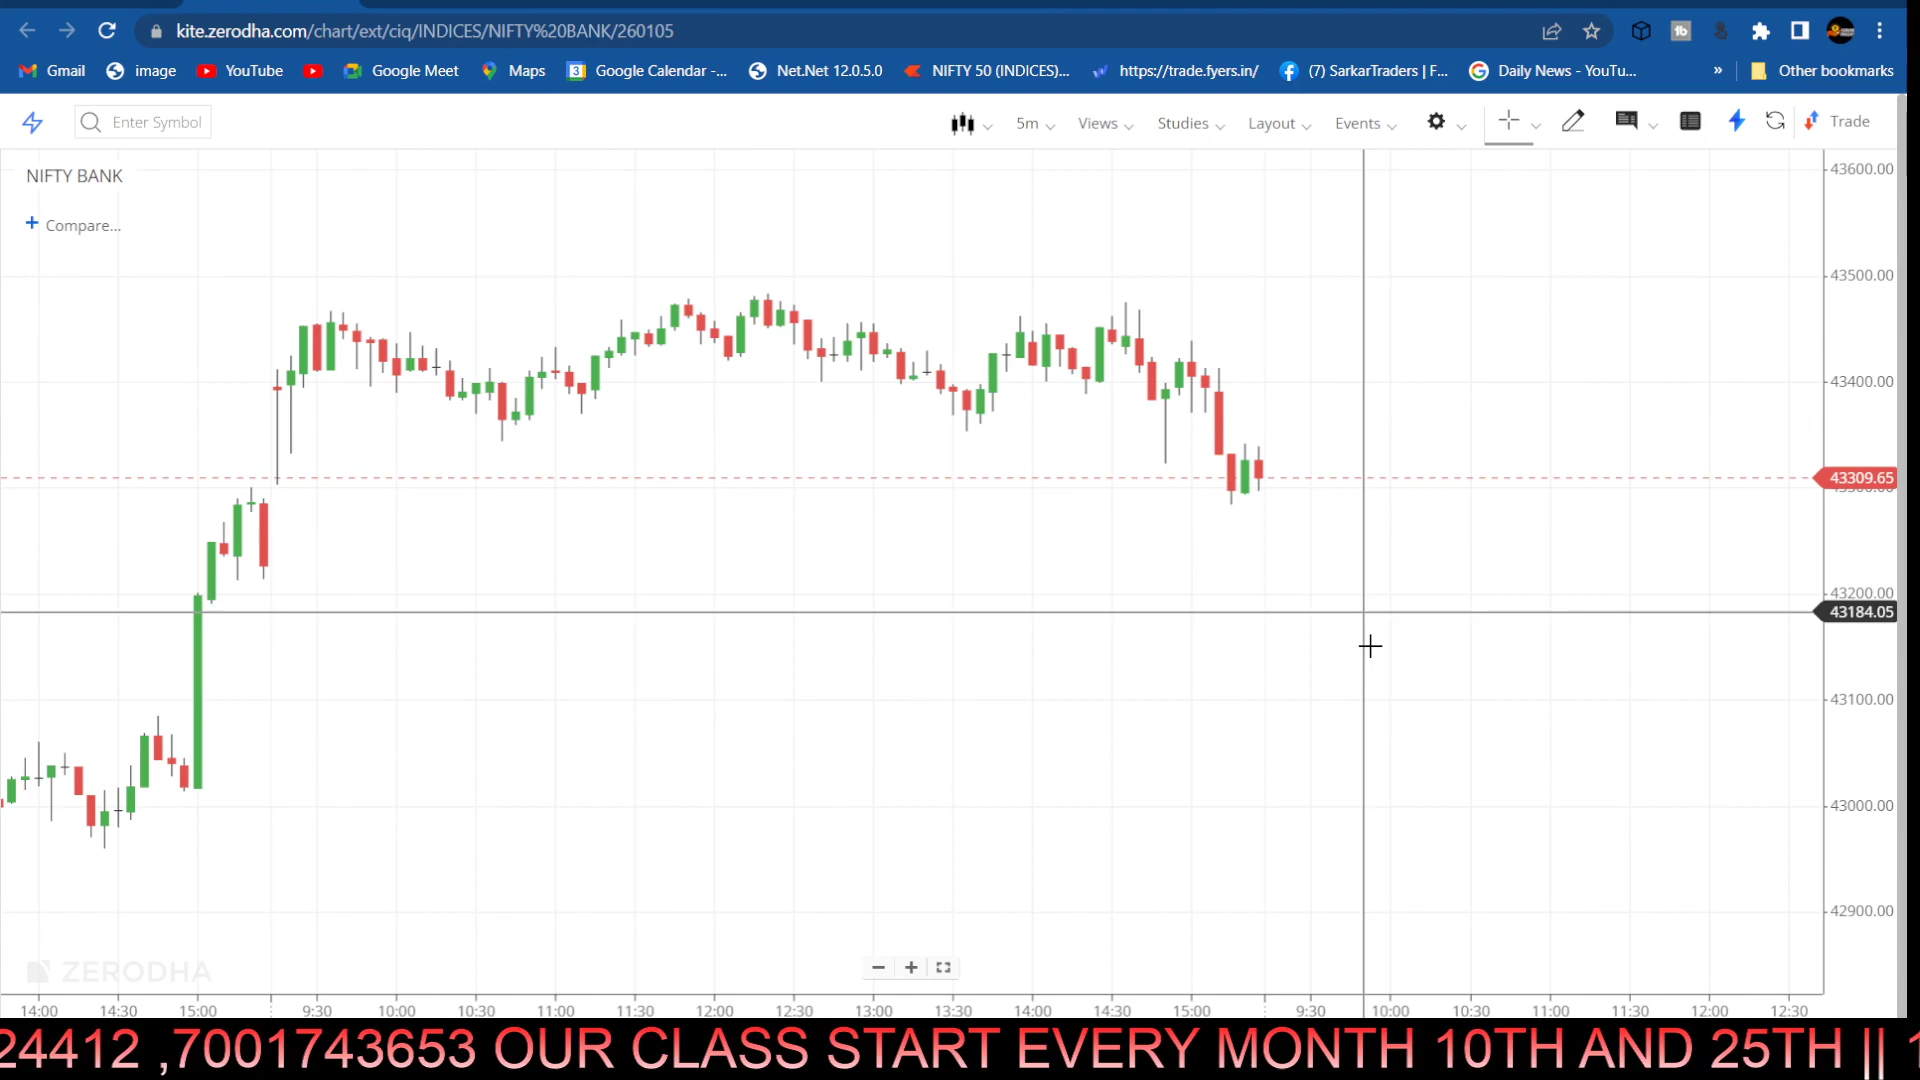 kite.zerodha.com/chart/ext/ciq/INDICES/NIFTY%20BANK/260105
Gmail image YouTube Google Meet Maps Google Calendar -... Net.Net 12.0.5.0 NIFTY 50 (INDICES)... https://trade.fyers.in/ (7) SarkarTraders | F... Daily News - YouTu... » Other bookmarks
Enter Symbol 5m Views Studies Layout Events Trade
NIFTY BANK
+ Compare...
43600.00
43500.00
43400.00
43309.65
43200.00
43184.05
43100.00
43000.00
42900.00
ZERODHA
14:00 14:30 15:00 9:30 10:00 10:30 11:00 11:30 12:00 12:30 13:00 13:30 14:00 14:30 15:00 9:30 10:00 10:30 11:00 11:30 12:00 12:30
24412 ,7001743653 OUR CLASS START EVERY MONTH 10TH AND 25TH || 1